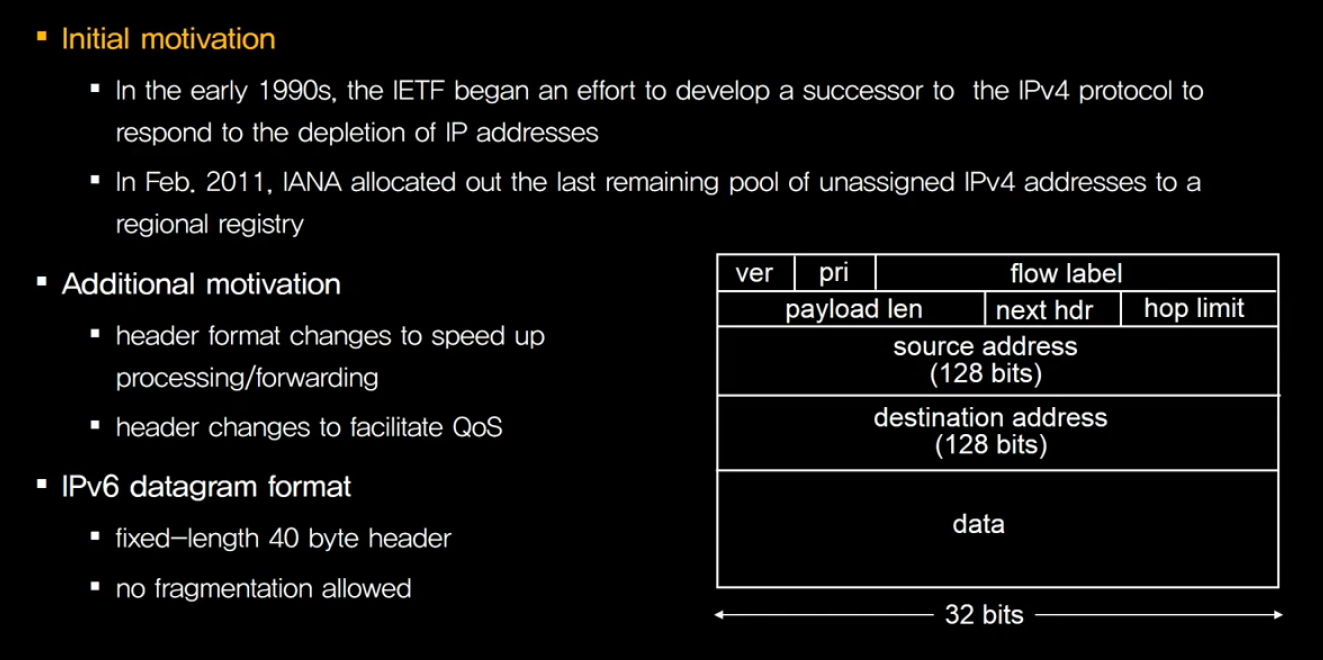 Initial motivation
In the early 1990s, the IETF began an effort to develop a successor to the IPv4 protocol to
respond to the depletion of IP addresses
In Feb. 2011, IANA allocated out the last remaining pool of unassigned IPv4 addresses to a
regional registry
Additional motivation
header format changes to speed up
processing/forwarding
header changes to facilitate QoS
IPv6 datagram format
fixed-length 40 byte header
no fragmentation allowed
ver pri flow label
payload len next hdr hop limit
source address
(128 bits)
destination address
(128 bits)
data
32 bits